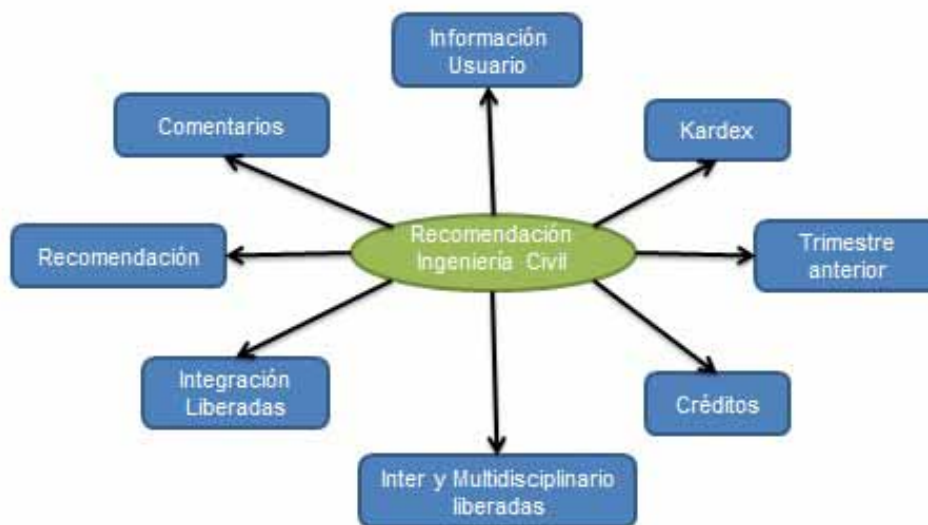 Información
Usuario
Comentarios
Kardex
Recomendación
Ingeniería Civil
Recomendación
Trimestre
anterior
Integración
Liberadas
Créditos
Inter y Multidisciplinario
liberadas